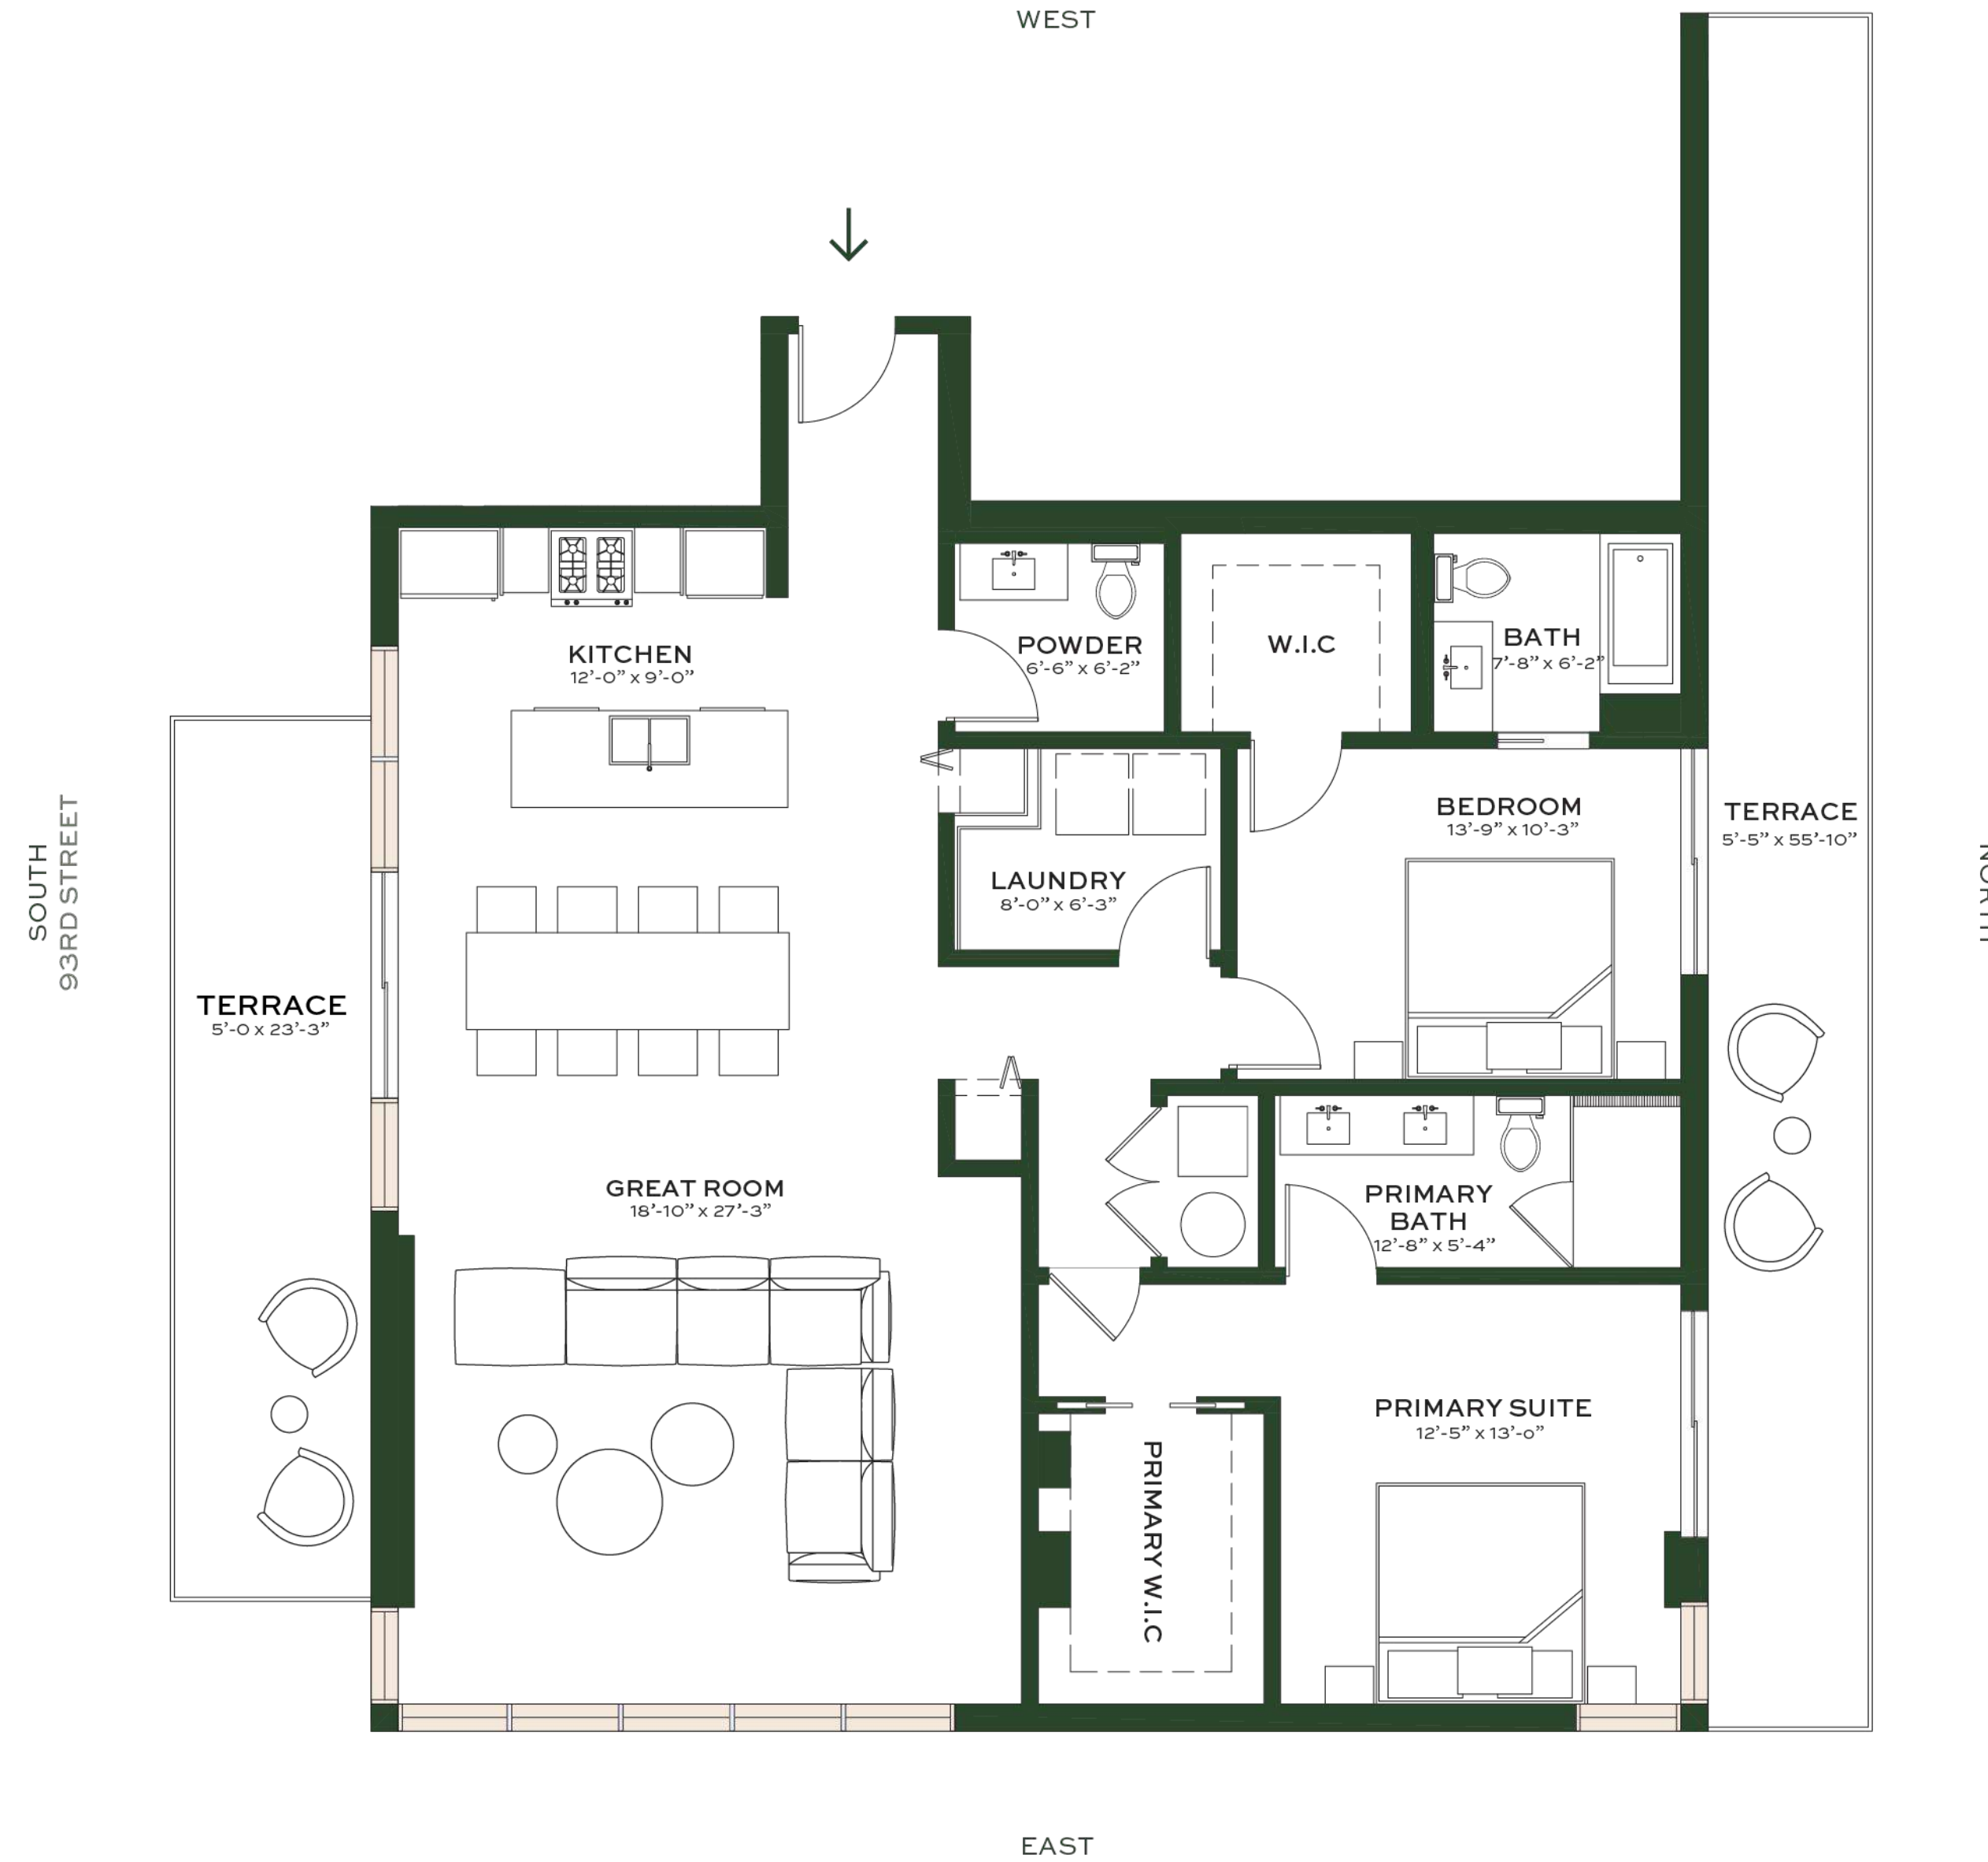 WEST
KITCHEN
12’-0” x 9’-0”
POWDER
6’-6” x 6’-2”
W.I.C
BATH
7’-8” x 6’-2”
BEDROOM
13’-9” x 10’-3”
TERRACE
5’-5” x 55’-10”
LAUNDRY
8’-0” x 6’-3”
SOUTH
93RD STREET
TERRACE
5’-0 x 23’-3”
GREAT ROOM
18’-10” x 27’-3”
PRIMARY
BATH
12’-8” x 5’-4”
PRIMARY SUITE
12’-5” x 13’-0”
PRIMARY W.I.C
EAST